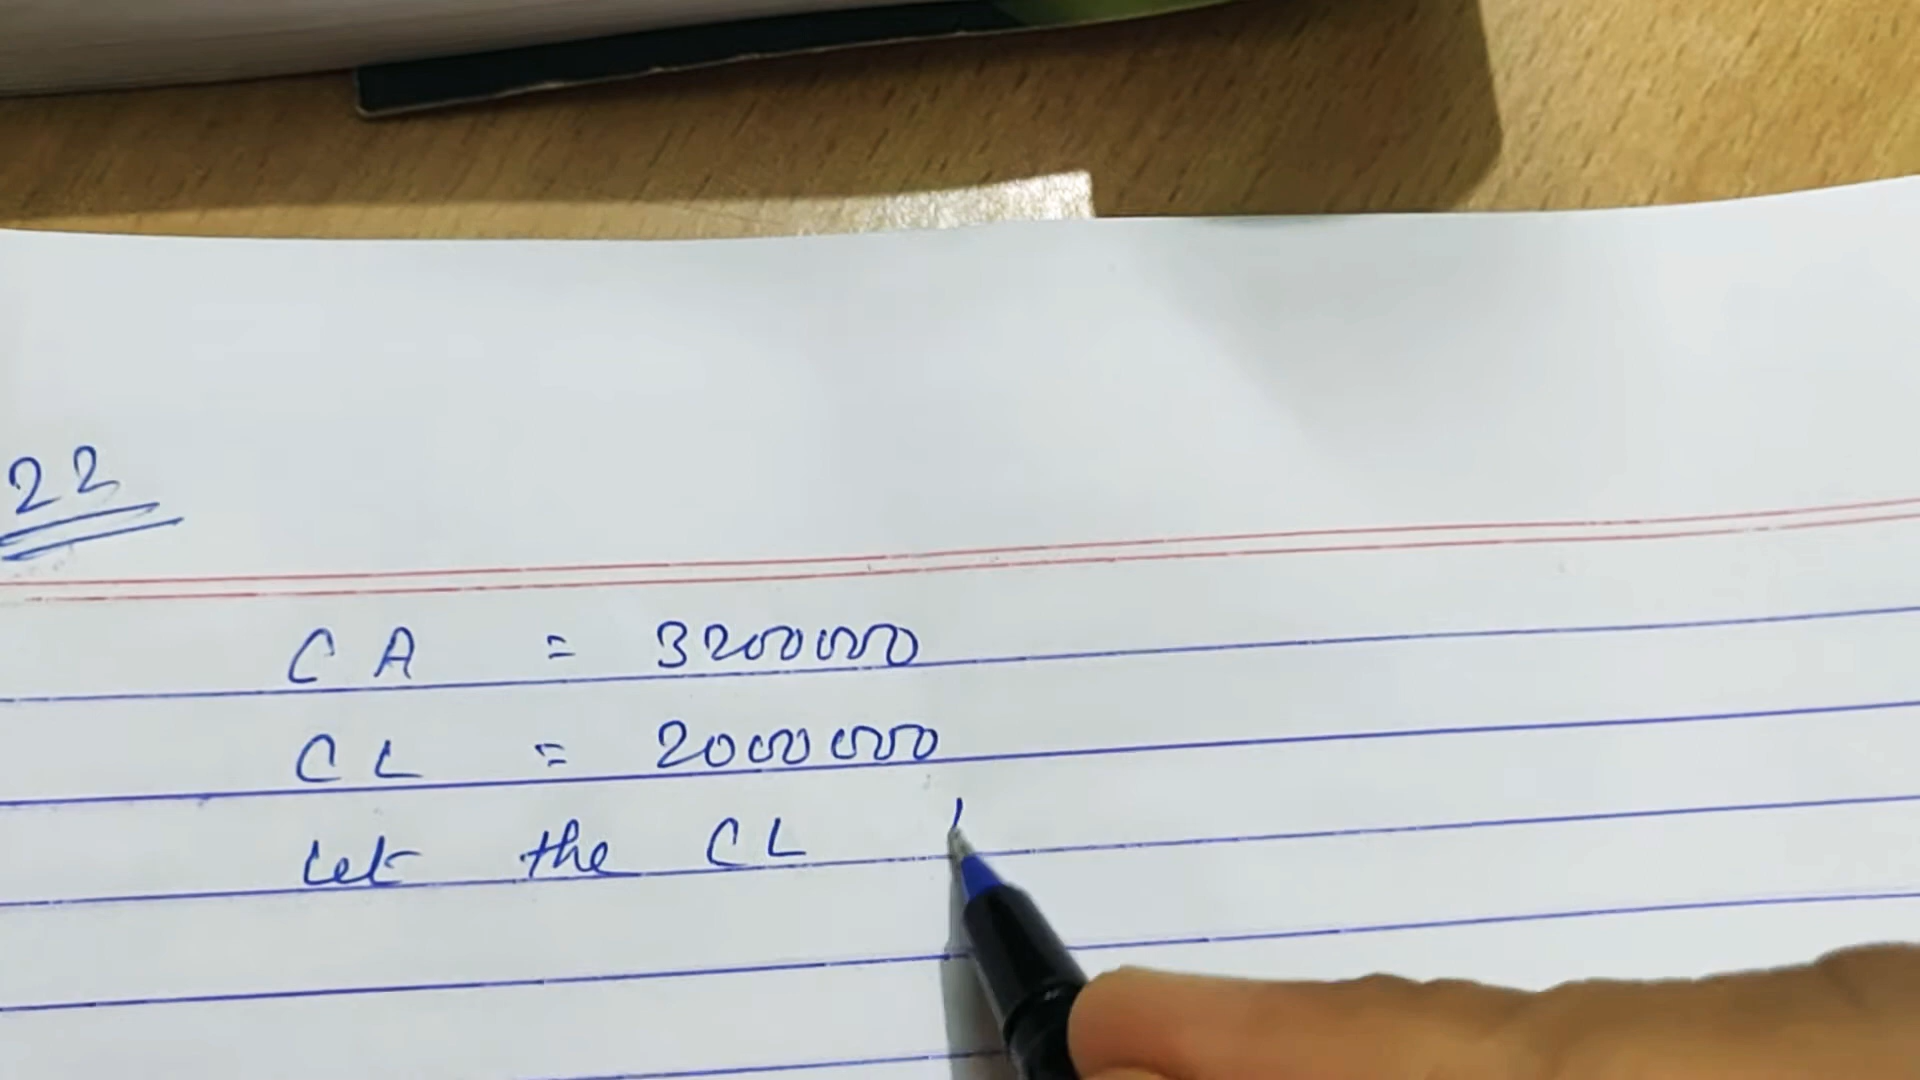 22
CA = 3200000
CL = 2000000
Let the CL